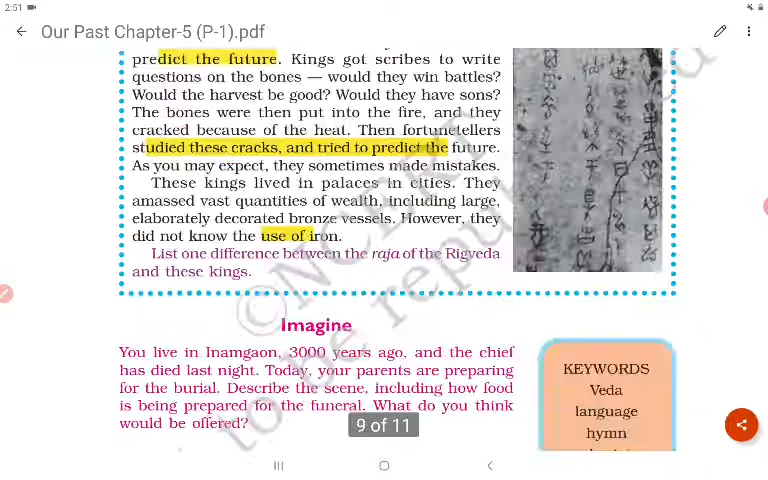 2:51
Our Past Chapter-5 (P-1).pdf
predict the future. Kings got scribes to write
questions on the bones — would they win battles?
Would the harvest be good? Would they have sons?
The bones were then put into the fire, and they
cracked because of the heat. Then fortunetellers
studied these cracks, and tried to predict the future.
As you may expect, they sometimes made mistakes.
These kings lived in palaces in cities. They
amassed vast quantities of wealth, including large,
elaborately decorated bronze vessels. However, they
did not know the use of iron.
List one difference between the raja of the Rigveda
and these kings.
Imagine
You live in Inamgaon, 3000 years ago, and the chief
has died last night. Today, your parents are preparing
for the burial. Describe the scene, including how food
is being prepared for the funeral. What do you think
would be offered?
KEYWORDS
Veda
language
hymn
9 of 11
©NCERT
to be repu